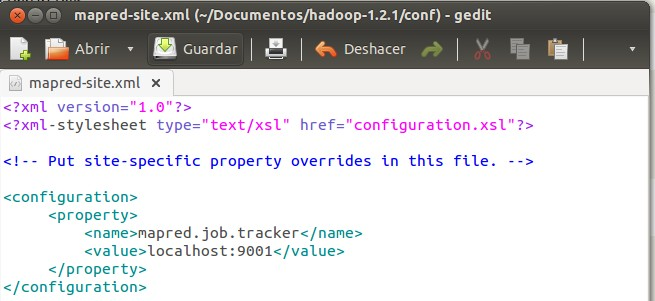 mapred-site.xml (~/Documentos/hadoop-1.2.1/conf) - gedit
Abrir Guardar Deshacer
mapred-site.xml
<?xml version="1.0"?>
<?xml-stylesheet type="text/xsl" href="configuration.xsl"?>
<!-- Put site-specific property overrides in this file. -->
<configuration>
<property>
<name>mapred.job.tracker</name>
<value>localhost:9001</value>
</property>
</configuration>